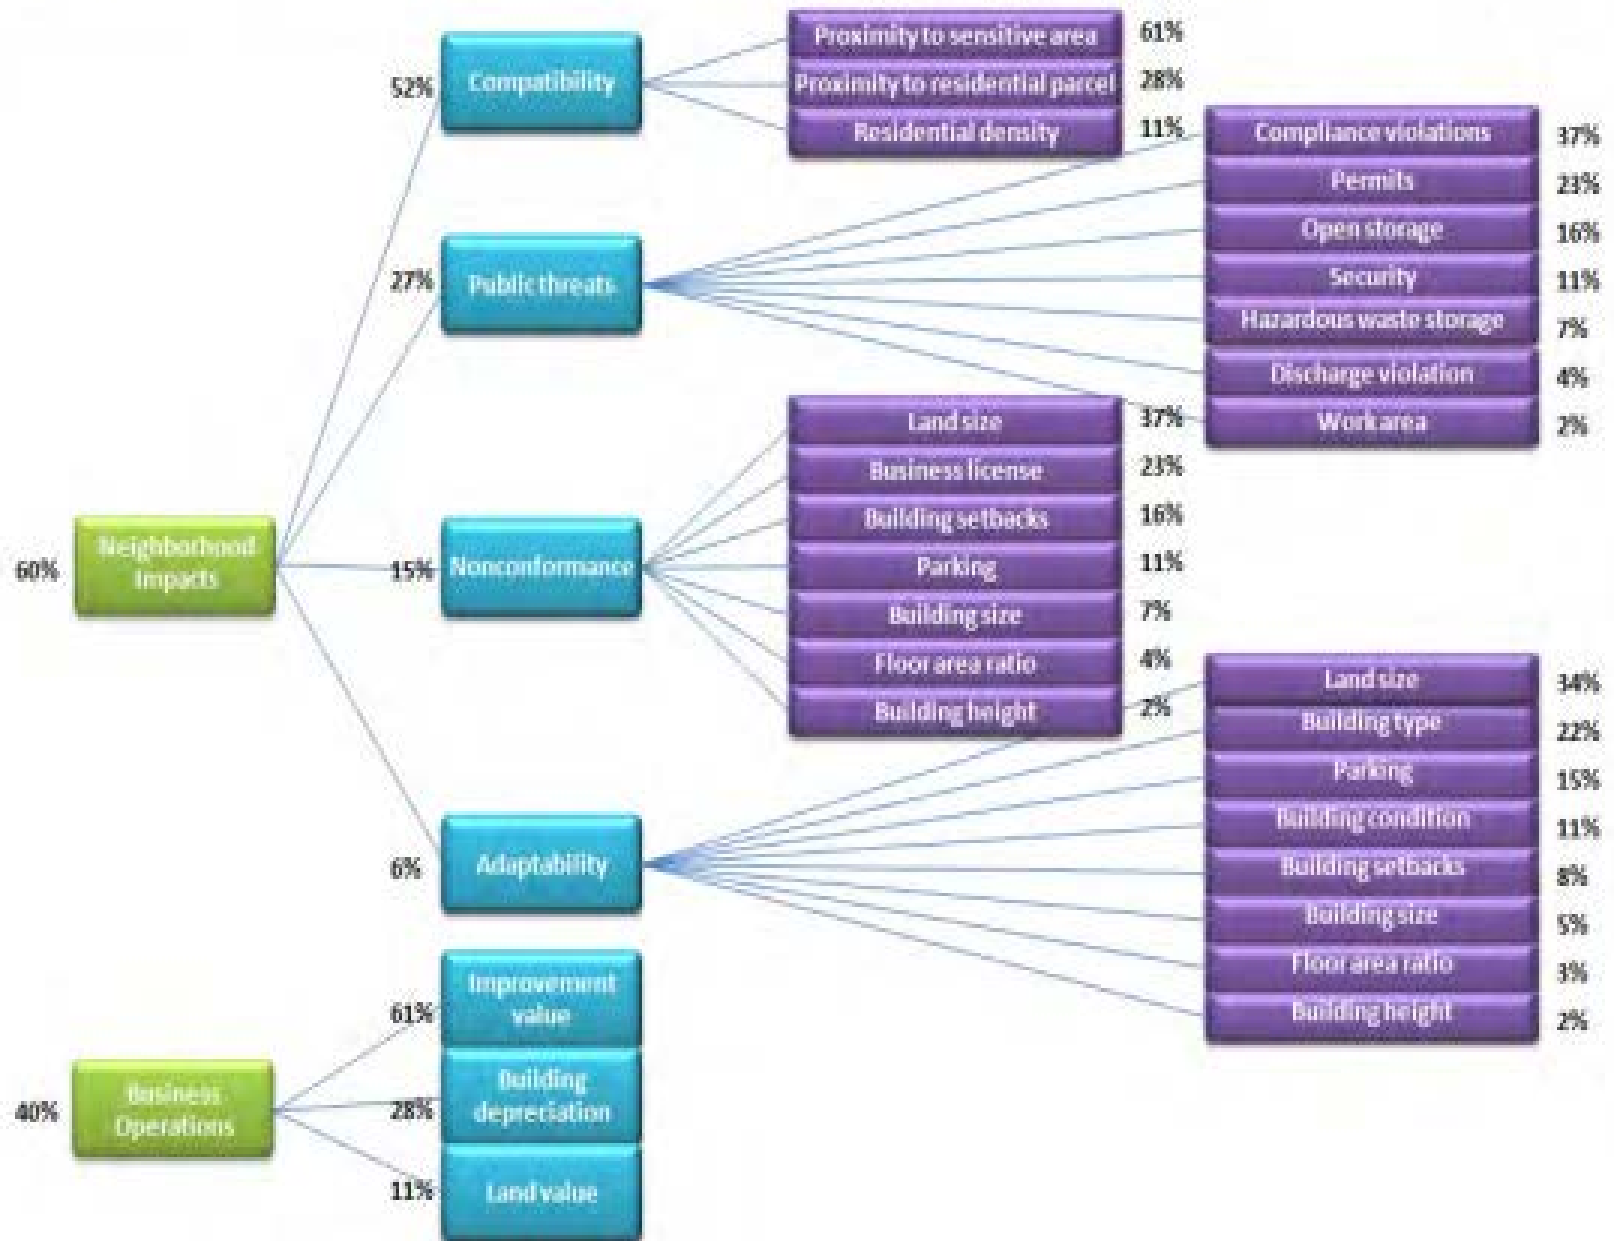 60%
Neighborhood
Impacts
52%
Compatibility
Proximity to sensitive area
61%
Proximity to residential parcel
28%
Residential density
11%
27%
Public threats
Compliance violations
37%
Permits
23%
Open storage
16%
Security
11%
Hazardous waste storage
7%
Discharge violation
4%
Work area
2%
15%
Nonconformance
Land size
37%
Business license
23%
Building setbacks
16%
Parking
11%
Building size
7%
Floor area ratio
4%
Building height
2%
6%
Adaptability
Land size
34%
Building type
22%
Parking
15%
Building condition
11%
Building setbacks
8%
Building size
5%
Floor area ratio
3%
Building height
2%
40%
Business
Operations
61%
Improvement
value
28%
Building
depreciation
11%
Land value